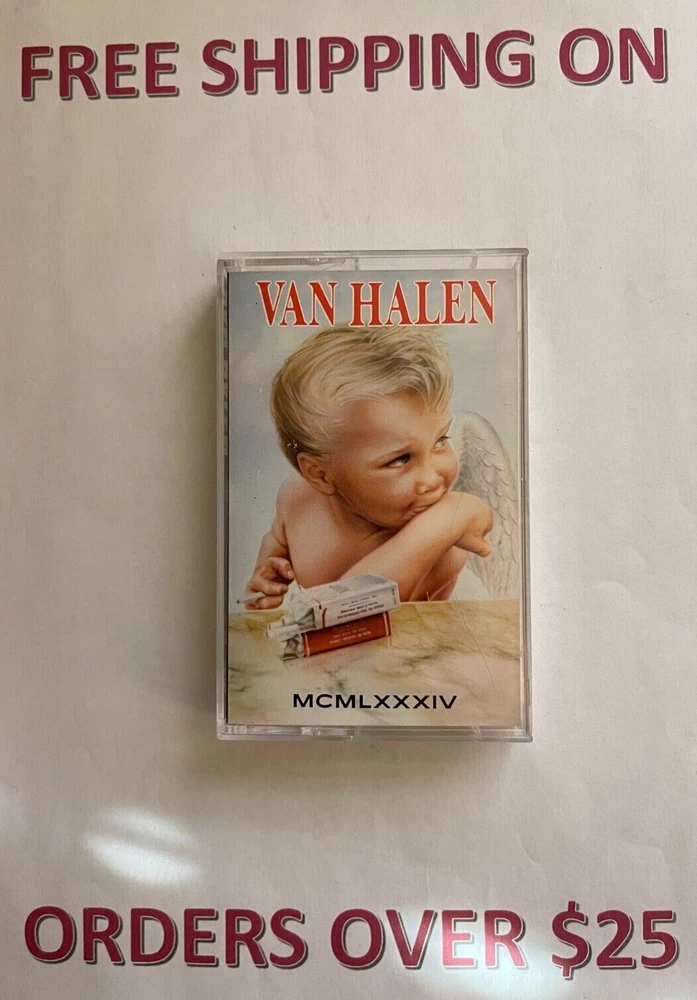 FREE SHIPPING ON
VAN HALEN
MCMLXXXIV
ORDERS OVER $25